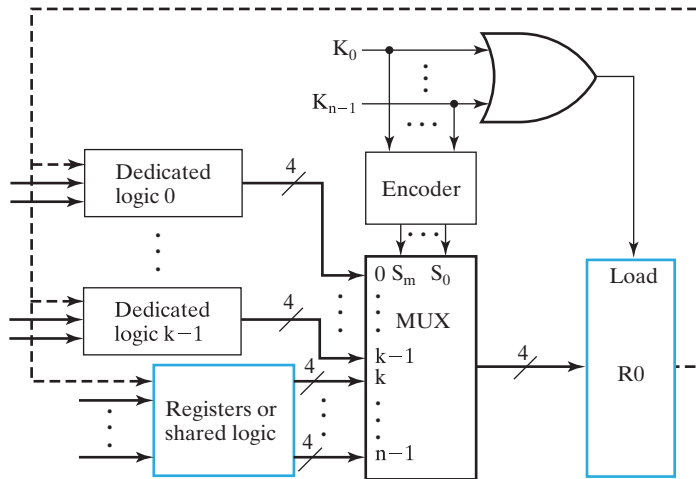 K₀
Kₙ₋₁
Dedicated
logic 0
4
Encoder
0 Sₘ S₀
Load
Dedicated
logic k−1
4
MUX
k−1
k
4
R0
Registers or
shared logic
4
4
n−1